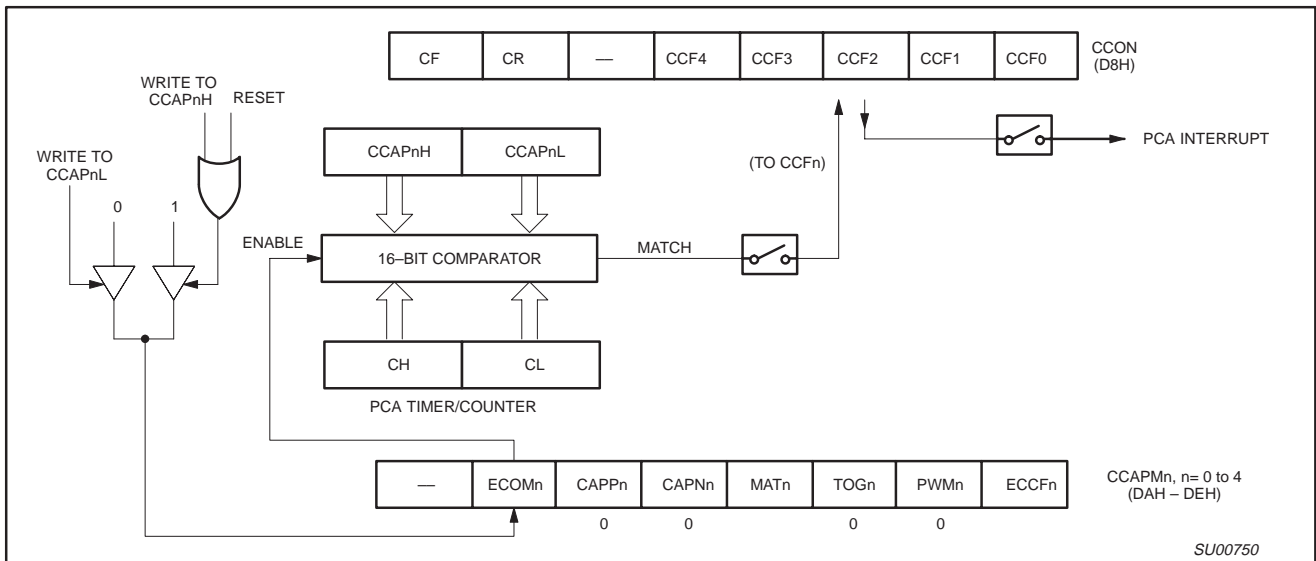 CF CR — CCF4 CCF3 CCF2 CCF1 CCF0
CCON
(D8H)
WRITE TO
CCAPnH
RESET
WRITE TO
CCAPnL
0 1
CCAPnH CCAPnL
(TO CCFn)
PCA INTERRUPT
ENABLE
16–BIT COMPARATOR
MATCH
CH CL
PCA TIMER/COUNTER
— ECOMn CAPPn CAPNn MATn TOGn PWMn ECCFn
CCAPMn, n= 0 to 4
(DAH – DEH)
0 0 0 0
SU00750